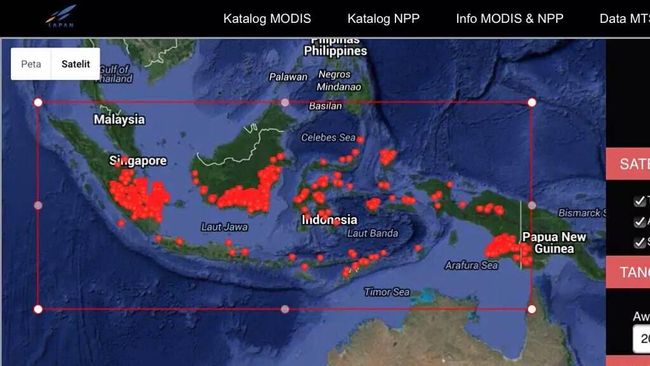 LAPAN
Katalog MODIS
Katalog NPP
Info MODIS & NPP
Data MTS
Peta
Satelit
Gulf of
Thailand
Pilipinas
Philippines
Palawan
Negros
Mindanao
Basilan
Malaysia
Celebes Sea
Singapore
SATE
Indonesia
Laut Jawa
Laut Banda
Bismarck S
Papua New
Guinea
Arafura Sea
TANG
Timor Sea
Aw
20